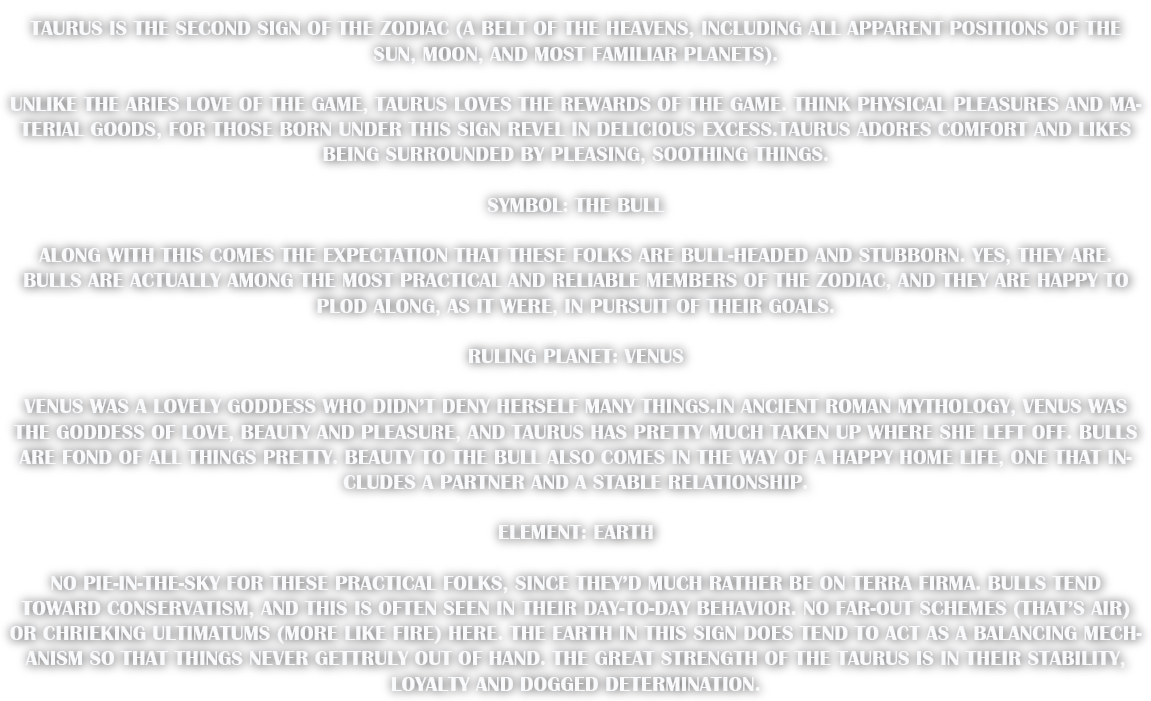 TAURUS IS THE SECOND SIGN OF THE ZODIAC (A BELT OF THE HEAVENS, INCLUDING ALL APPARENT POSITIONS OF THE
SUN, MOON, AND MOST FAMILIAR PLANETS).
UNLIKE THE ARIES LOVE OF THE GAME, TAURUS LOVES THE REWARDS OF THE GAME. THINK PHYSICAL PLEASURES AND MA-
TERIAL GOODS, FOR THOSE BORN UNDER THIS SIGN REVEL IN DELICIOUS EXCESS.TAURUS ADORES COMFORT AND LIKES
BEING SURROUNDED BY PLEASING, SOOTHING THINGS.
SYMBOL: THE BULL
ALONG WITH THIS COMES THE EXPECTATION THAT THESE FOLKS ARE BULL-HEADED AND STUBBORN. YES, THEY ARE.
BULLS ARE ACTUALLY AMONG THE MOST PRACTICAL AND RELIABLE MEMBERS OF THE ZODIAC, AND THEY ARE HAPPY TO
PLOD ALONG, AS IT WERE, IN PURSUIT OF THEIR GOALS.
RULING PLANET: VENUS
VENUS WAS A LOVELY GODDESS WHO DIDN'T DENY HERSELF MANY THINGS.IN ANCIENT ROMAN MYTHOLOGY, VENUS WAS
THE GODDESS OF LOVE, BEAUTY AND PLEASURE, AND TAURUS HAS PRETTY MUCH TAKEN UP WHERE SHE LEFT OFF. BULLS
ARE FOND OF ALL THINGS PRETTY. BEAUTY TO THE BULL ALSO COMES IN THE WAY OF A HAPPY HOME LIFE, ONE THAT IN-
CLUDES A PARTNER AND A STABLE RELATIONSHIP.
ELEMENT: EARTH
NO PIE-IN-THE-SKY FOR THESE PRACTICAL FOLKS, SINCE THEY'D MUCH RATHER BE ON TERRA FIRMA. BULLS TEND
TOWARD CONSERVATISM, AND THIS IS OFTEN SEEN IN THEIR DAY-TO-DAY BEHAVIOR. NO FAR-OUT SCHEMES (THAT'S AIR)
OR CHRIEKING ULTIMATUMS (MORE LIKE FIRE) HERE. THE EARTH IN THIS SIGN DOES TEND TO ACT AS A BALANCING MECH-
ANISM SO THAT THINGS NEVER GETTRULY OUT OF HAND. THE GREAT STRENGTH OF THE TAURUS IS IN THEIR STABILITY,
LOYALTY AND DOGGED DETERMINATION.